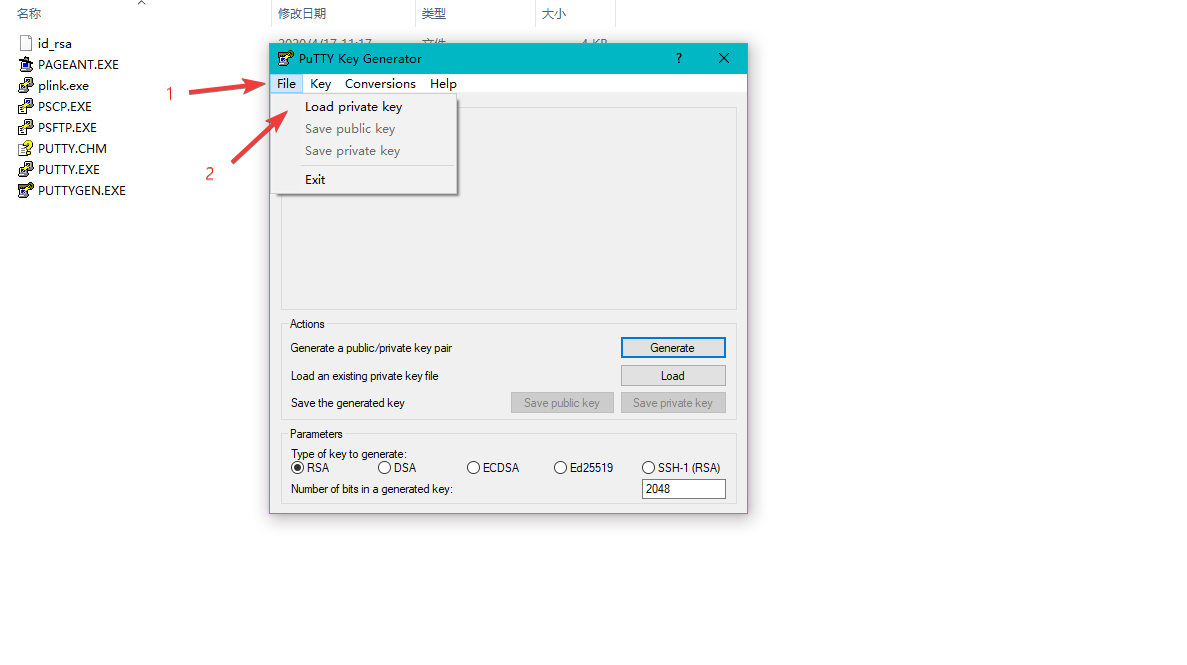 名称 修改日期 类型 大小
id_rsa 2020/4/17 11:17 文件 4 KB
PAGEANT.EXE
plink.exe
PSCP.EXE
PSFTP.EXE
PUTTY.CHM
PUTTY.EXE
PUTTYGEN.EXE
PuTTY Key Generator ?
File Key Conversions Help
1
Load private key
Save public key
Save private key
2
Exit
Actions
Generate a public/private key pair Generate
Load an existing private key file Load
Save the generated key Save public key Save private key
Parameters
Type of key to generate:
RSA DSA ECDSA Ed25519 SSH-1 (RSA)
Number of bits in a generated key: 2048